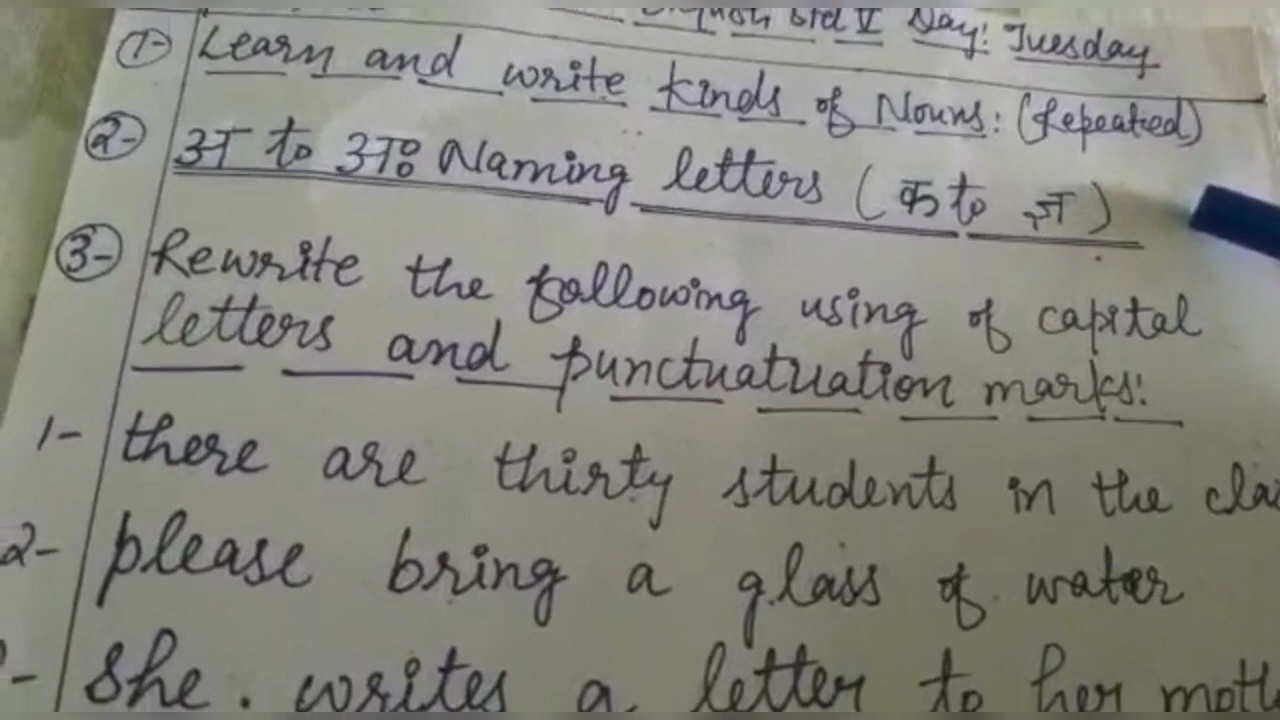 English Std V Day: Tuesday
1- Learn and write kinds of Nouns: (Repeated)
2- अ to अः Naming letters ( क to ज्ञ )
3- Rewrite the following using of capital
letters and punctuatuation marks:
1- there are thirty students in the
2- please bring a glass of water
she. writes a letter to her